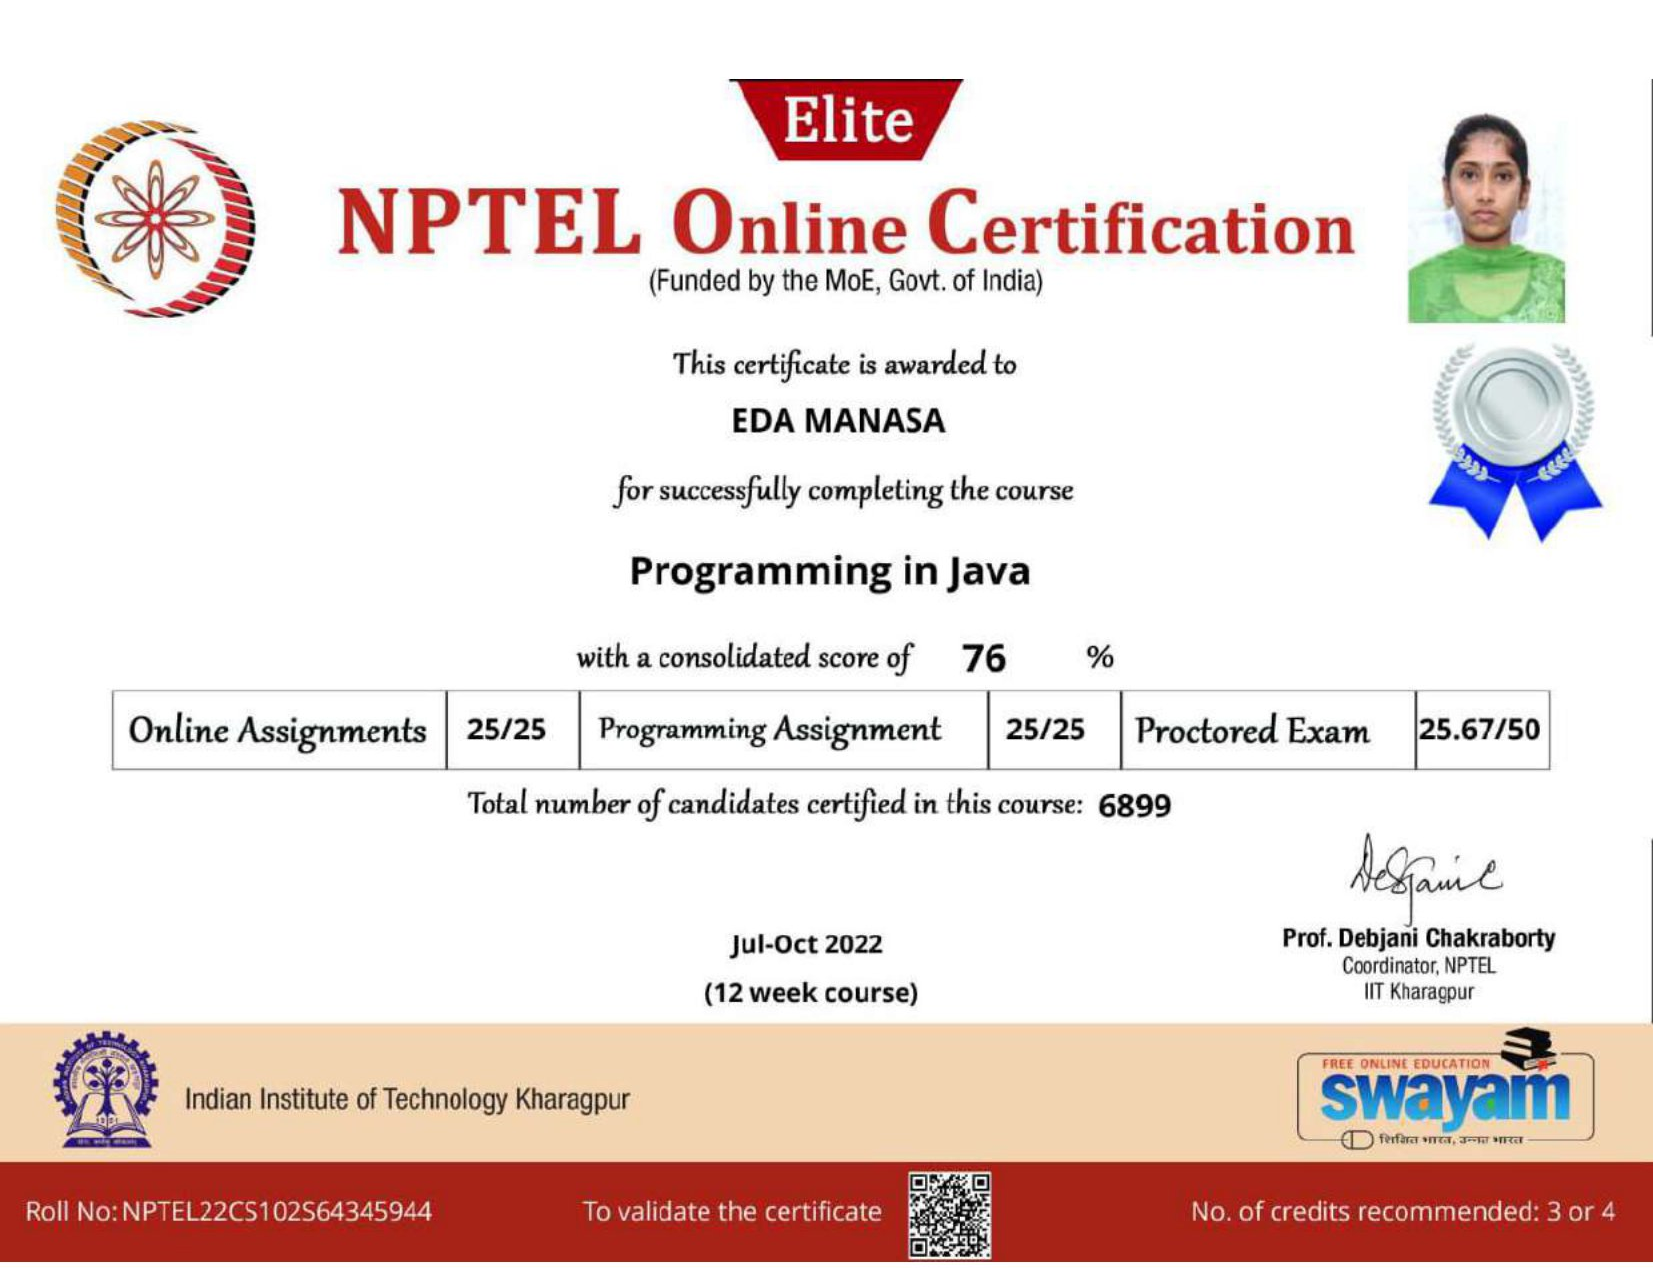 Elite
NPTEL Online Certification
(Funded by the MoE, Govt. of India)
This certificate is awarded to
EDA MANASA
for successfully completing the course
Programming in Java
with a consolidated score of 76 %
Online Assignments 25/25 Programming Assignment 25/25 Proctored Exam 25.67/50
Total number of candidates certified in this course: 6899
Prof. Debjani Chakraborty
Coordinator, NPTEL
IIT Kharagpur
Jul-Oct 2022
(12 week course)
Indian Institute of Technology Kharagpur
FREE ONLINE EDUCATION
swayam
शिक्षित भारत, उन्नत भारत
Roll No: NPTEL22CS102S64345944
To validate the certificate
No. of credits recommended: 3 or 4